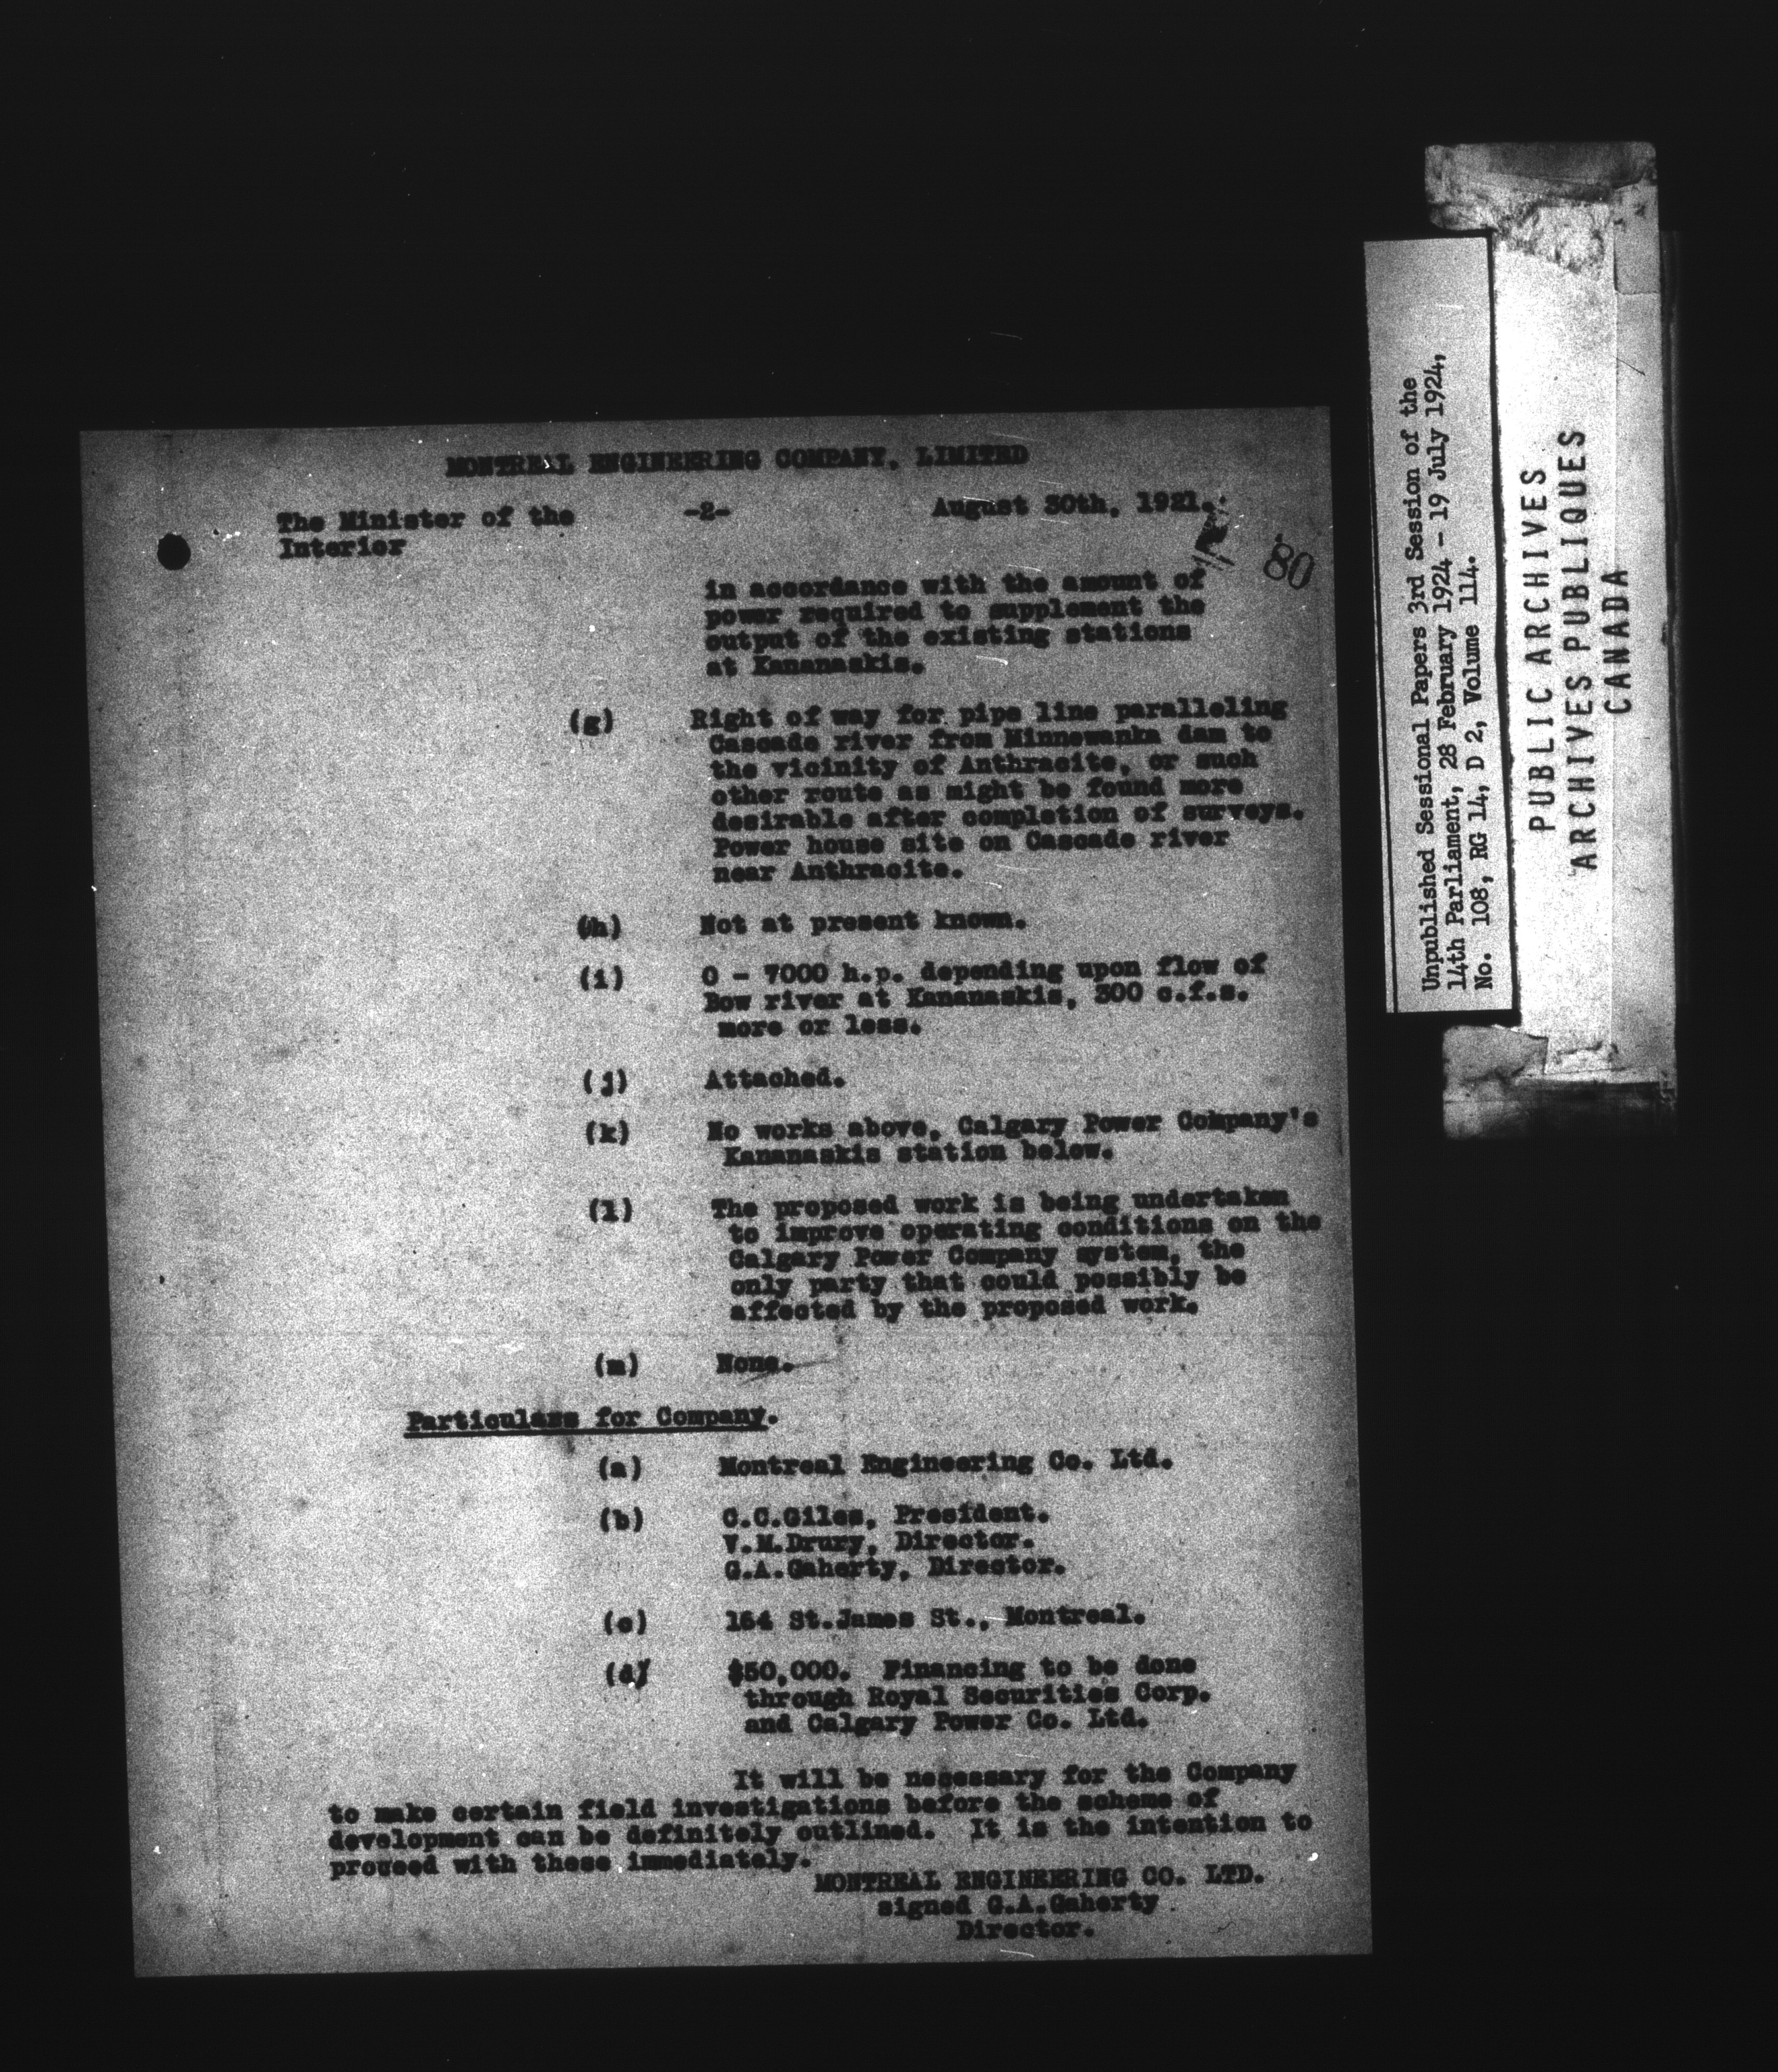 MONTREAL ENGINEERING COMPANY, LIMITED
The Minister of the -2- August 30th, 1921.
Interior
80
in accordance with the amount of
power required to supplement the
output of the existing stations
at Kananaskis.
(g) Right of way for pipe line paralleling
Cascade river from Minnewanka dam to
the vicinity of Anthracite, or such
other route as might be found more
desirable after completion of surveys.
Power house site on Cascade river
near Anthracite.
(h) Not at present known.
(i) 0 - 7000 h.p. depending upon flow of
Bow river at Kananaskis, 300 c.f.s.
more or less.
(j) Attached.
(k) No works above, Calgary Power Company's
Kananaskis station below.
(l) The proposed work is being undertaken
to improve operating conditions on the
Calgary Power Company system, the
only party that could possibly be
affected by the proposed work.
(m) None.
Particulars for Company.
(a) Montreal Engineering Co. Ltd.
(b) C.C.Giles, President.
V.M.Drury, Director.
G.A.Gaherty, Director.
(c) 164 St.James St., Montreal.
(d) $50,000. Financing to be done
through Royal Securities Corp.
and Calgary Power Co. Ltd.
It will be necessary for the Company
to make certain field investigations before the scheme of
development can be definitely outlined. It is the intention to
proceed with these immediately.
MONTREAL ENGINEERING CO. LTD.
signed G.A.Gaherty
Director.
Unpublished Sessional Papers 3rd Session of the
14th Parliament, 28 February 1924 - 19 July 1924,
No. 108, RG 14, D 2, Volume 114.
PUBLIC ARCHIVES
ARCHIVES PUBLIQUES
CANADA